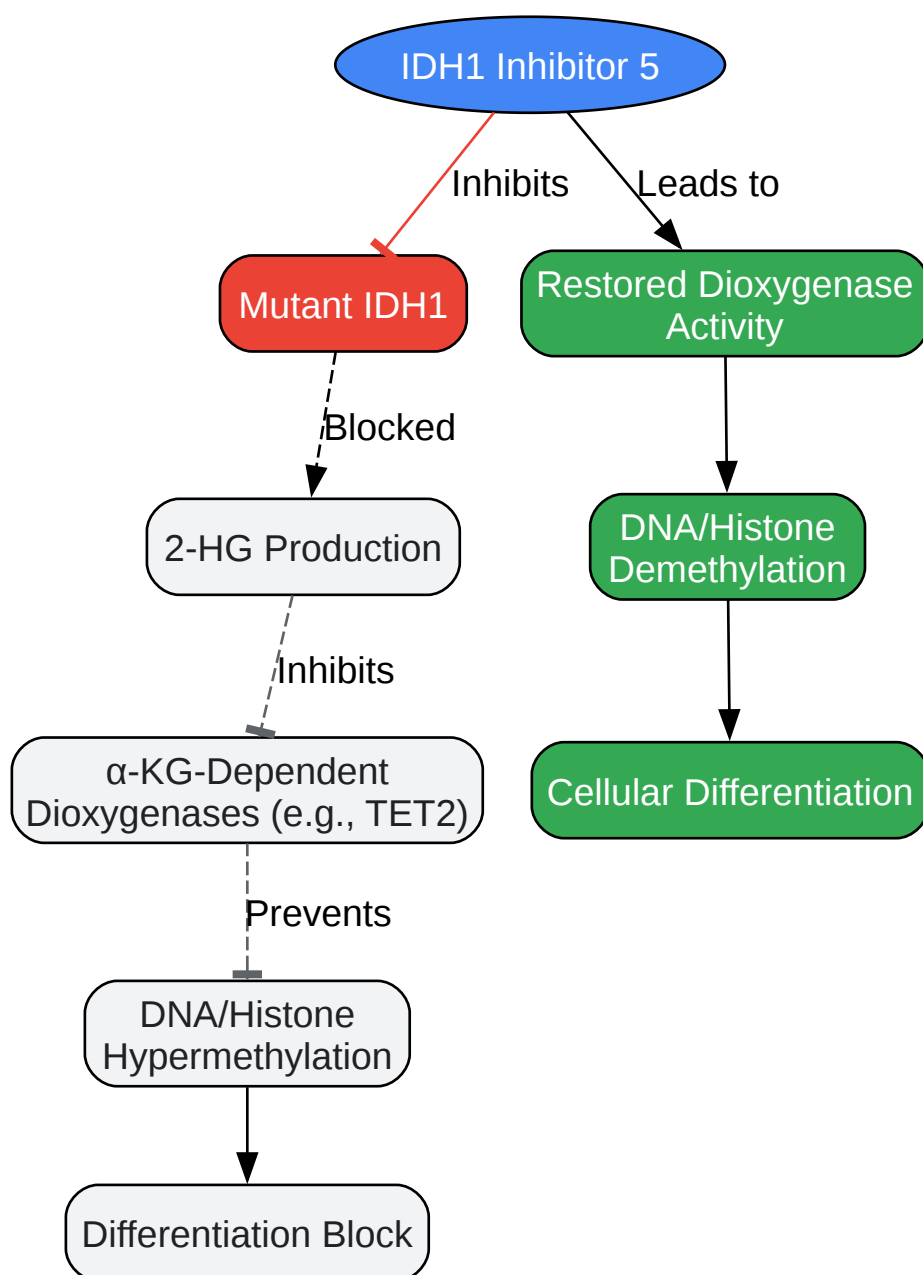 IDH1 Inhibitor 5
Inhibits
Leads to
Mutant IDH1
Restored Dioxygenase
Activity
Blocked
2-HG Production
DNA/Histone
Demethylation
Inhibits
α-KG-Dependent
Dioxygenases (e.g., TET2)
Cellular Differentiation
Prevents
DNA/Histone
Hypermethylation
Differentiation Block